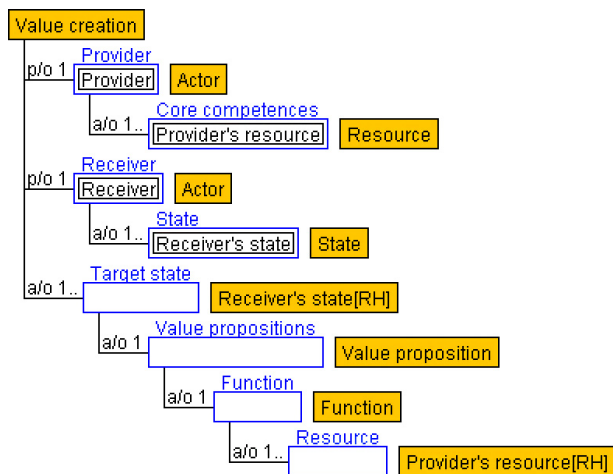 Value creation
Provider
p/o 1 Provider Actor
Core competences
a/o 1.. Provider's resource Resource
Receiver
p/o 1 Receiver Actor
State
a/o 1.. Receiver's state State
Target state
a/o 1.. Receiver's state[RH]
Value propositions
a/o 1 Value proposition
Function
a/o 1 Function
Resource
a/o 1.. Provider's resource[RH]